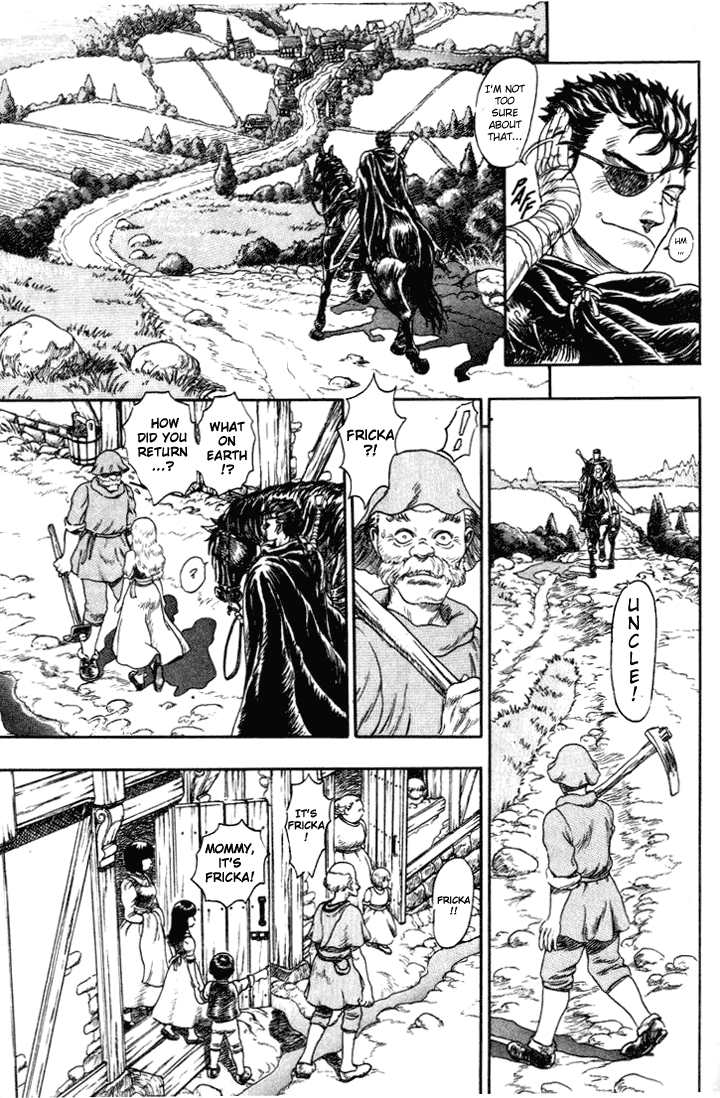 I'M NOT
TOO
SURE
ABOUT
THAT...
HM
...
UNCLE!
!
FRICKA
?!
WHAT
ON
EARTH
!?
HOW
DID YOU
RETURN
...?
?
FRICKA
!!
IT'S
FRICKA
!
MOMMY,
IT'S
FRICKA!